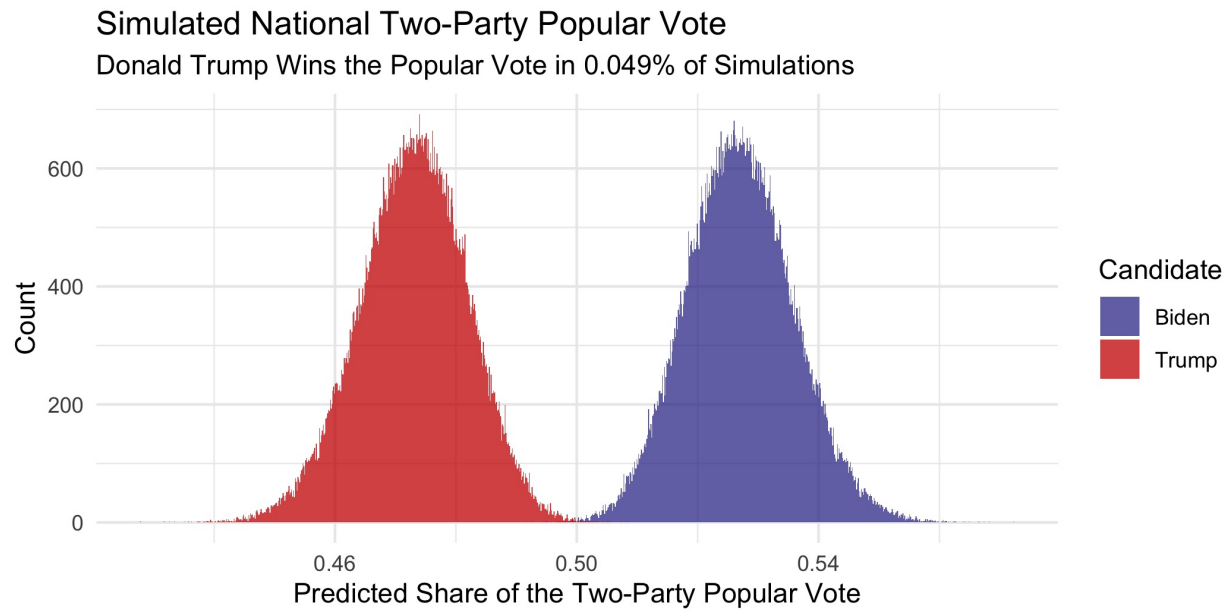 Simulated National Two-Party Popular Vote
Donald Trump Wins the Popular Vote in 0.049% of Simulations
600
400
200
0
Count
0.46 0.50 0.54
Predicted Share of the Two-Party Popular Vote
Candidate
Biden
Trump